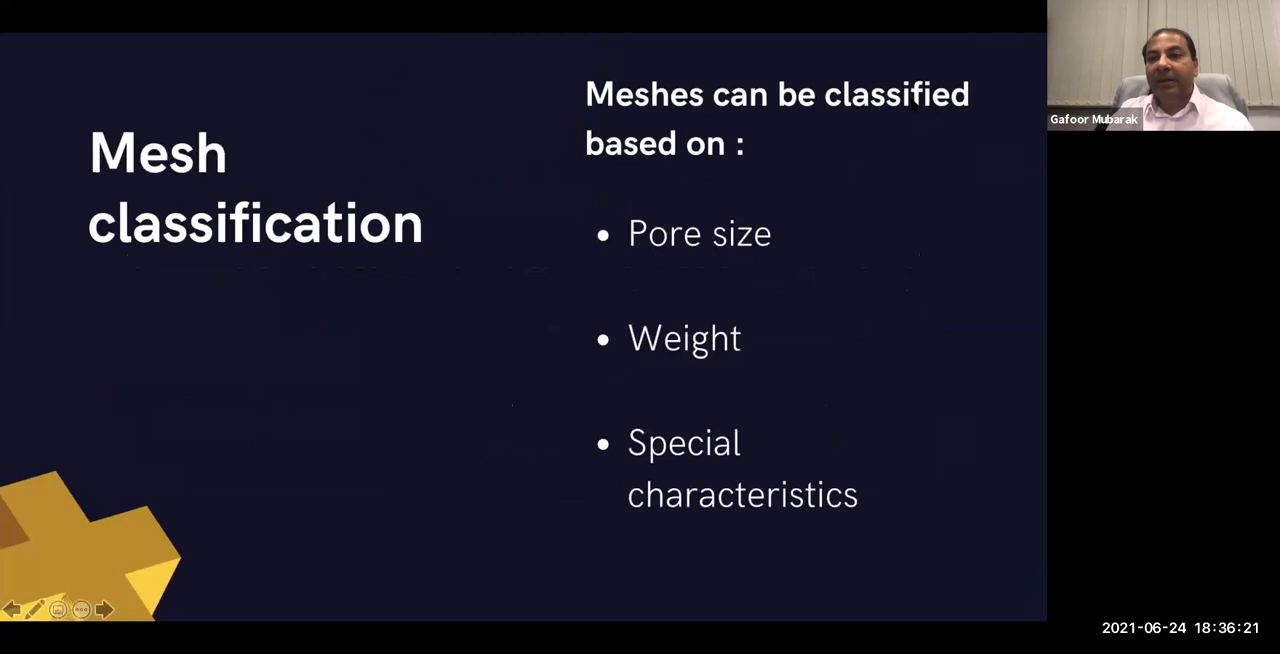 Mesh
classification
Meshes can be classified
based on :
• Pore size
• Weight
• Special
characteristics
Gafoor Mubarak
2021-06-24 18:36:21